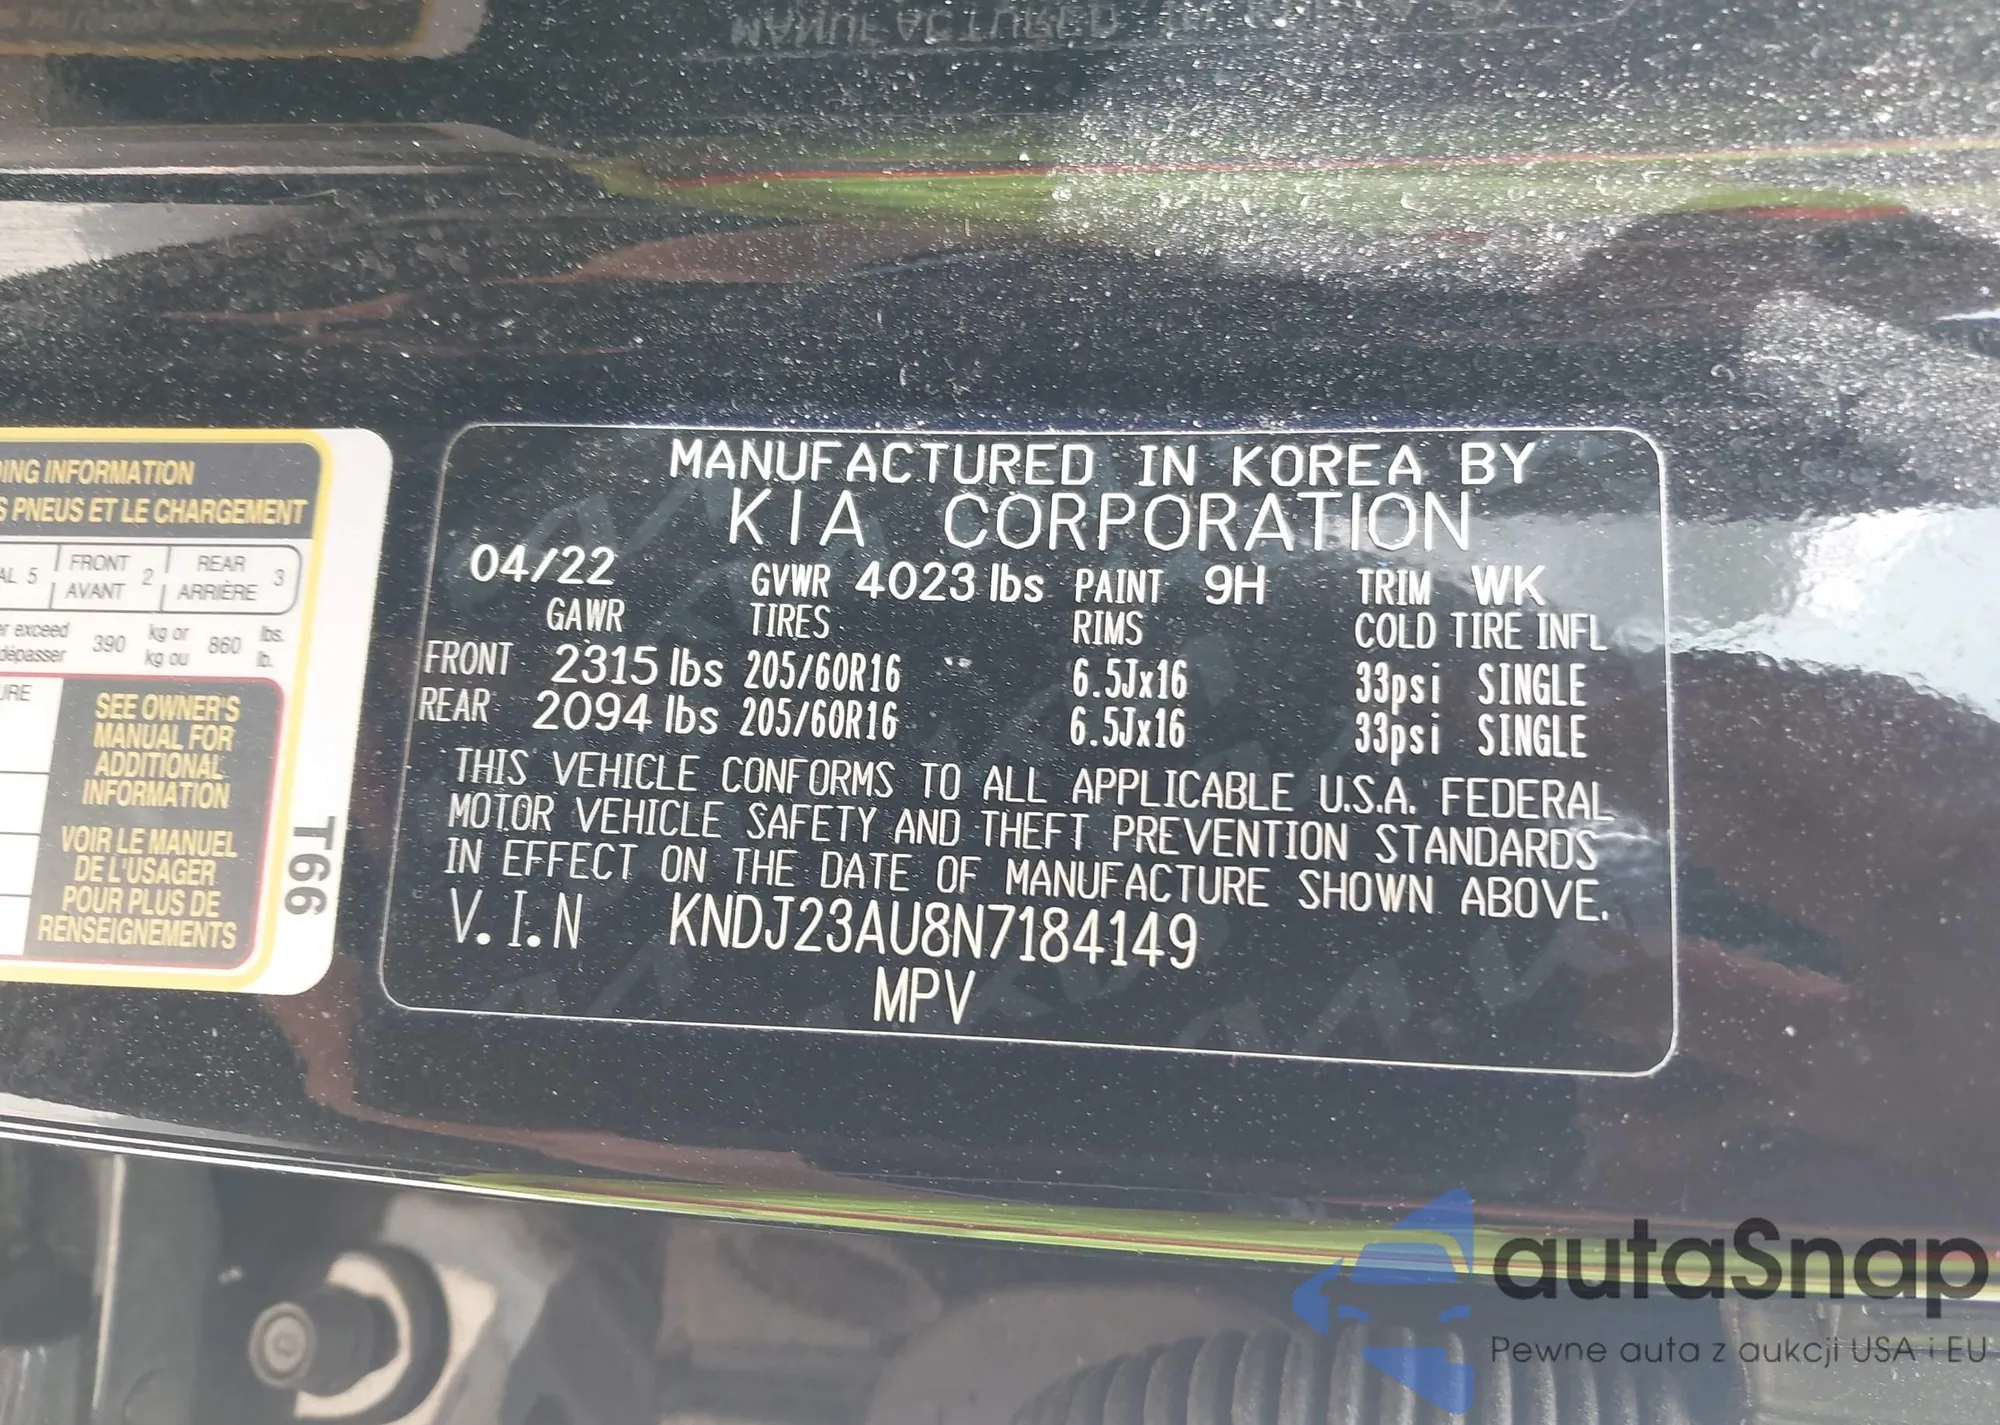 MANUFACTURED IN KOREA BY
KIA CORPORATION
04/22 GVWR 4023 lbs PAINT 9H TRIM WK
GAWR TIRES RIMS COLD TIRE INFL
FRONT 2315 lbs 205/60R16 6.5Jx16 33psi SINGLE
REAR 2094 lbs 205/60R16 6.5Jx16 33psi SINGLE
THIS VEHICLE CONFORMS TO ALL APPLICABLE U.S.A. FEDERAL
MOTOR VEHICLE SAFETY AND THEFT PREVENTION STANDARDS
IN EFFECT ON THE DATE OF MANUFACTURE SHOWN ABOVE.
V.I.N KNDJ23AU8N7184149
MPV
INFORMATION
PNEUS ET LE CHARGEMENT
5 FRONT 2 REAR 3
AVANT ARRIÈRE
exceed 390 kg or 860 lbs.
dépasser kg ou lb.
SEE OWNER'S
MANUAL FOR
ADDITIONAL
INFORMATION
VOIR LE MANUEL
DE L'USAGER
POUR PLUS DE
RENSEIGNEMENTS
T66
autaSnap
Pewne auta z aukcji USA i EU